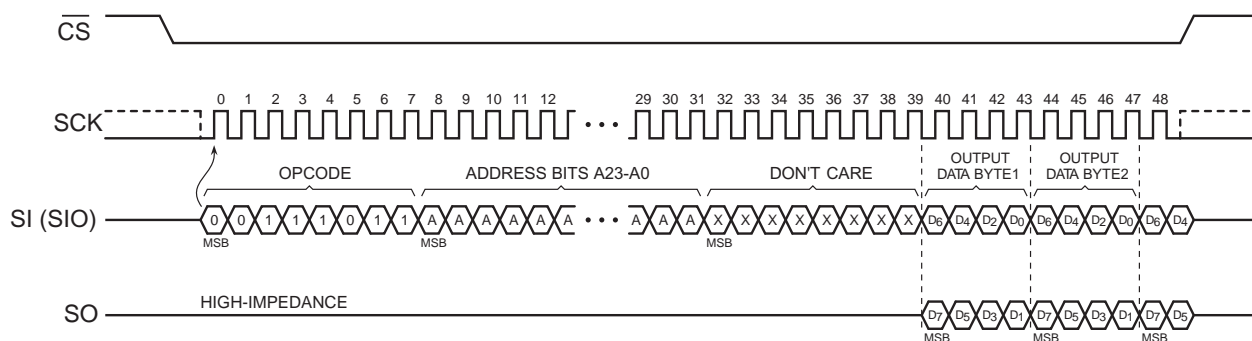 CS
0 1 2 3 4 5 6 7 8 9 10 11 12 29 30 31 32 33 34 35 36 37 38 39 40 41 42 43 44 45 46 47 48
SCK
OPCODE ADDRESS BITS A23-A0 DON'T CARE
OUTPUT DATA BYTE1
OUTPUT DATA BYTE2
SI (SIO)
0 0 1 1 1 0 1 1 A A A A A A A A A X X X X X X X X D6 D4 D2 D0 D6 D4 D2 D0 D6 D4
MSB MSB MSB
HIGH-IMPEDANCE
SO
D7 D5 D3 D1 D7 D5 D3 D1 D7 D5
MSB MSB MSB